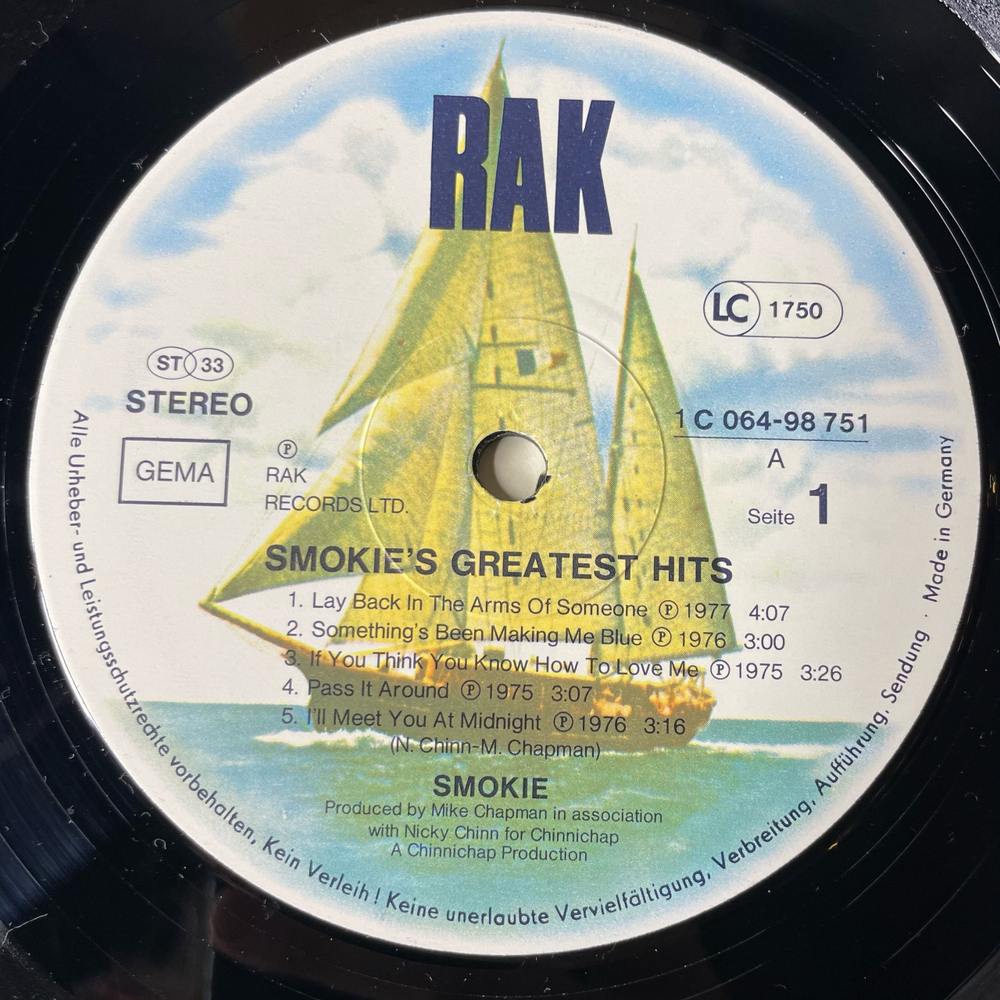 RAK
LC 1750
ST 33
STEREO
GEMA
℗
RAK
RECORDS LTD.
1 C 064-98 751
A
Seite 1
SMOKIE'S GREATEST HITS
1. Lay Back In The Arms Of Someone ℗ 1977 4:07
2. Something's Been Making Me Blue ℗ 1976 3:00
3. If You Think You Know How To Love Me ℗ 1975 3:26
4. Pass It Around ℗ 1975 3:07
5. I'll Meet You At Midnight ℗ 1976 3:16
(N. Chinn-M. Chapman)
SMOKIE
Produced by Mike Chapman in association
with Nicky Chinn for Chinnichap
A Chinnichap Production
Alle Urheber- und Leistungsschutzrechte vorbehalten, Kein Verleih! Keine unerlaubte Vervielfältigung, Verbreitung, Aufführung, Sendung · Made in Germany